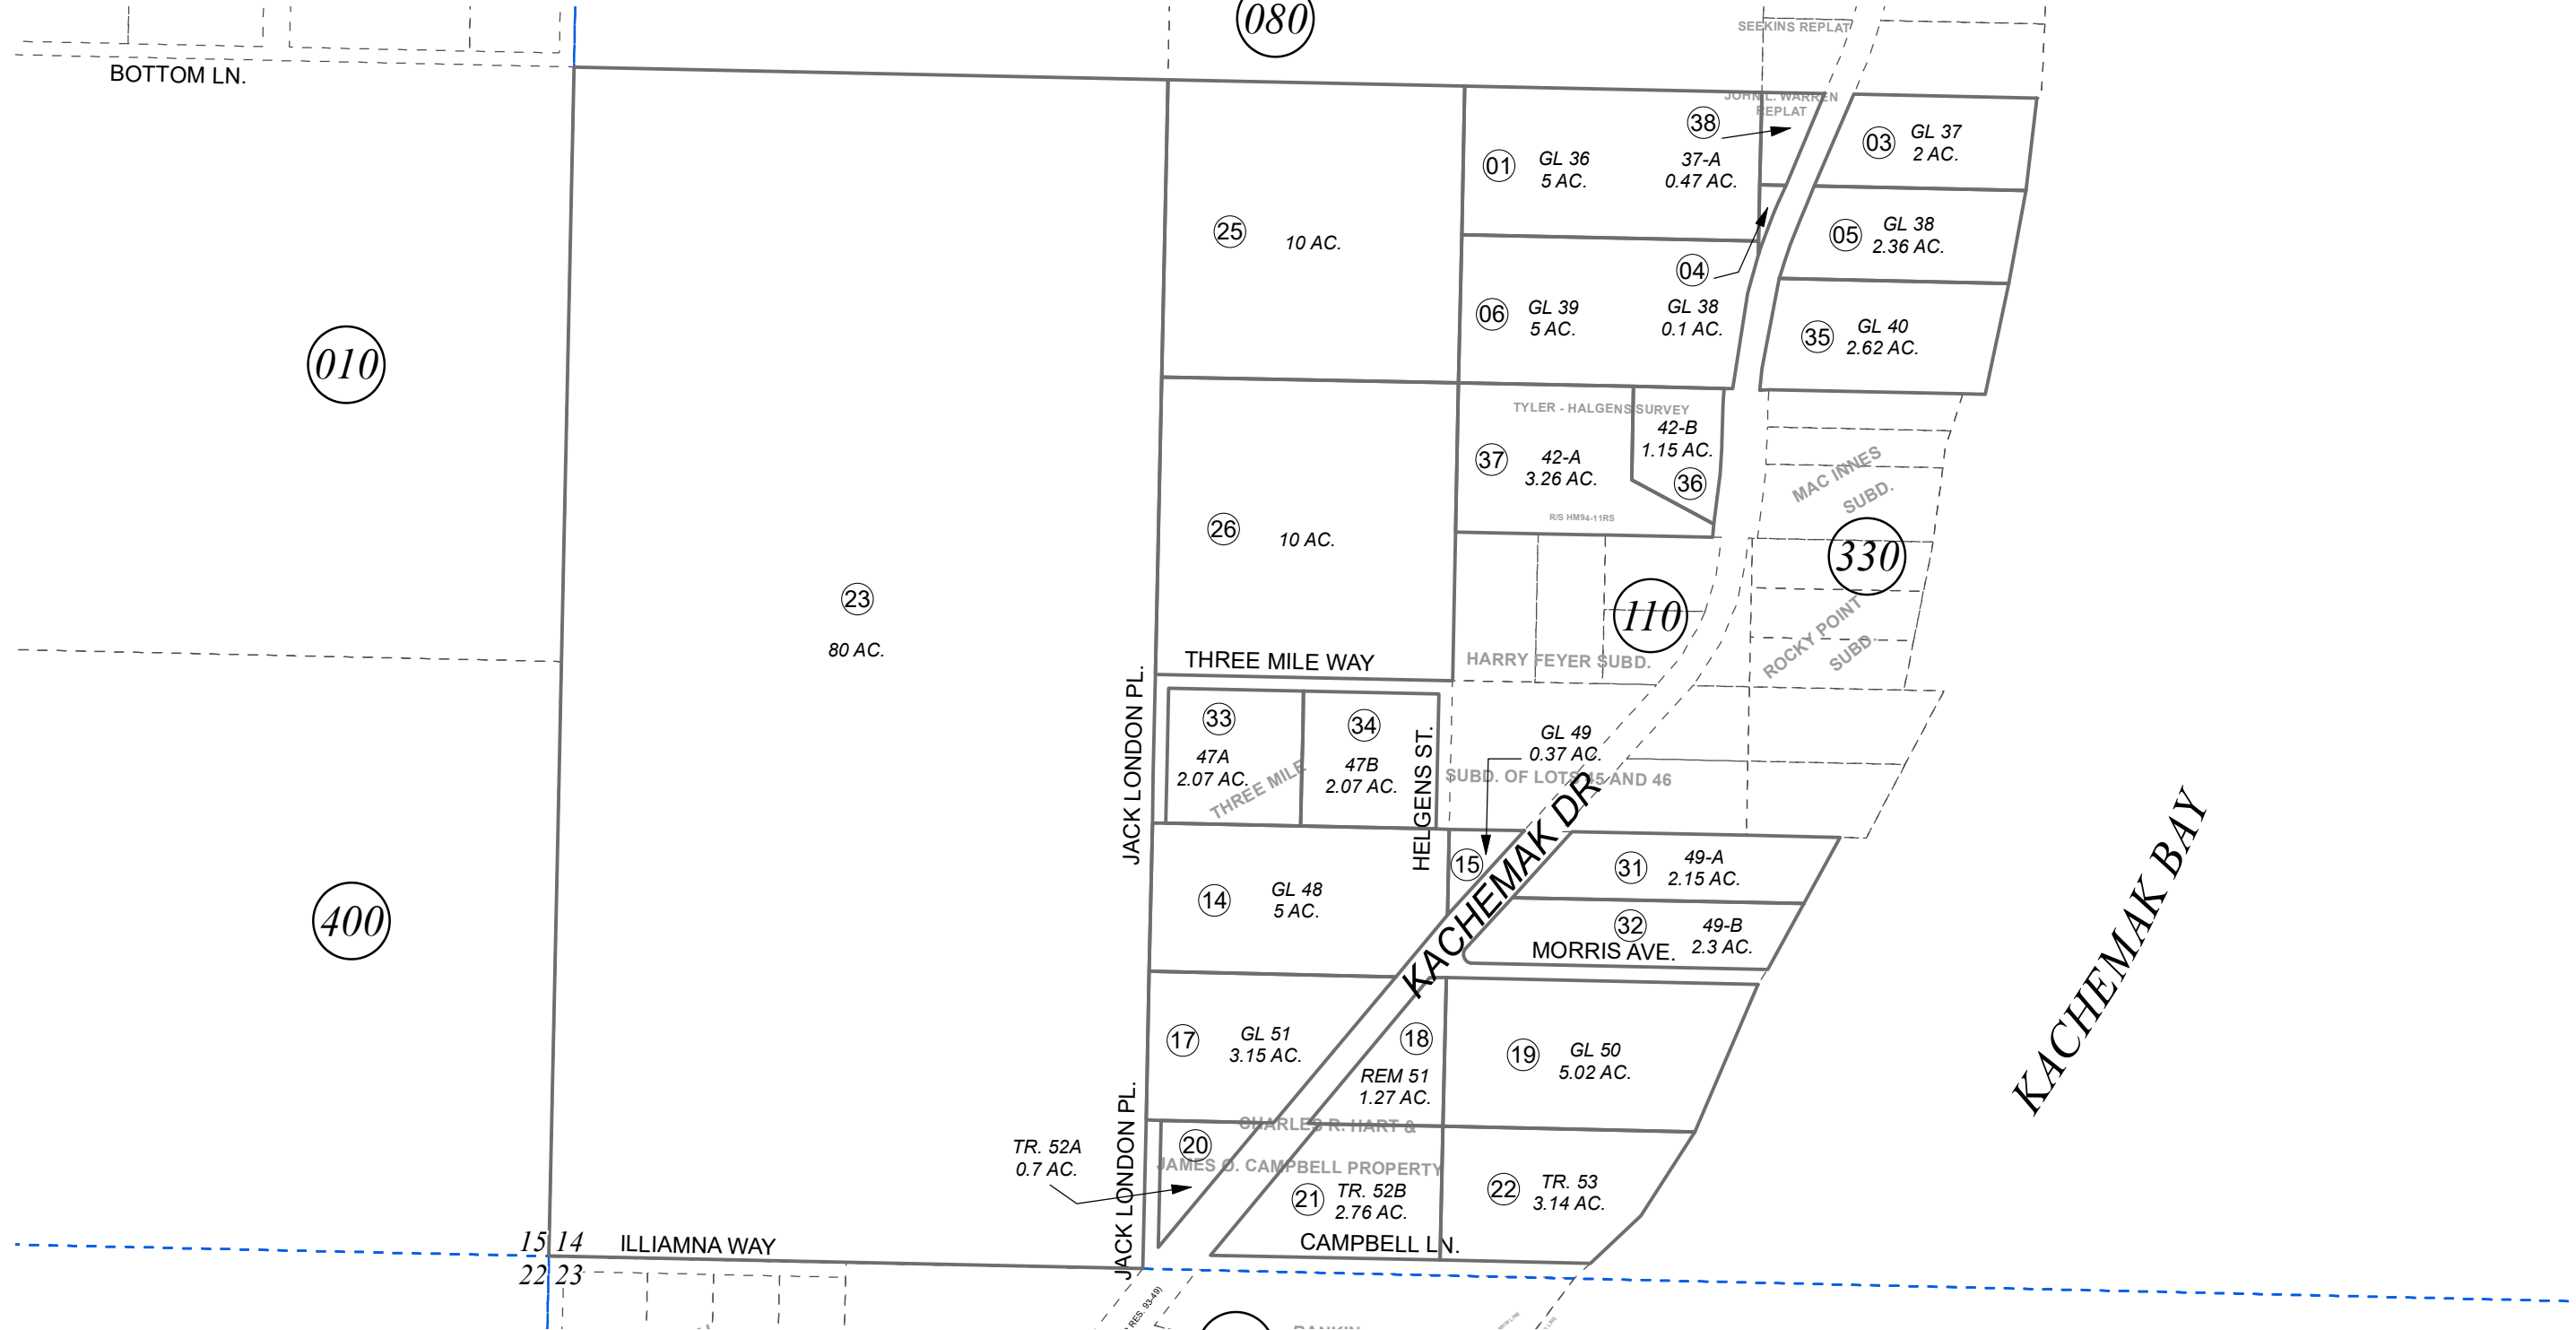 080
SEEKINS REPLAT
BOTTOM LN.
JOHN L. WARREN
REPLAT
38
37-A
0.47 AC.
01
GL 36
5 AC.
03
GL 37
2 AC.
25
10 AC.
05
GL 38
2.36 AC.
04
GL 38
0.1 AC.
06
GL 39
5 AC.
35
GL 40
2.62 AC.
010
TYLER - HALGENS SURVEY
42-B
1.15 AC.
36
37
42-A
3.26 AC.
R/S HM94-11RS
MAC INNES
SUBD.
330
26
10 AC.
23
80 AC.
110
ROCKY POINT
SUBD.
THREE MILE WAY
HARRY FEYER SUBD.
JACK LONDON PL.
33
47A
2.07 AC.
34
47B
2.07 AC.
THREE MILE
HELGENS ST.
GL 49
0.37 AC.
SUBD. OF LOTS 45 AND 46
KACHEMAK DR
KACHEMAK BAY
15
31
49-A
2.15 AC.
14
GL 48
5 AC.
400
32
49-B
2.3 AC.
MORRIS AVE.
17
GL 51
3.15 AC.
18
REM 51
1.27 AC.
19
GL 50
5.02 AC.
CHARLES R. HART &
JAMES O. CAMPBELL PROPERTY
20
TR. 52A
0.7 AC.
JACK LONDON PL.
21
TR. 52B
2.76 AC.
22
TR. 53
3.14 AC.
15 14
ILLIAMNA WAY
CAMPBELL LN.
22 23
RES. 93-49)
RANKIN